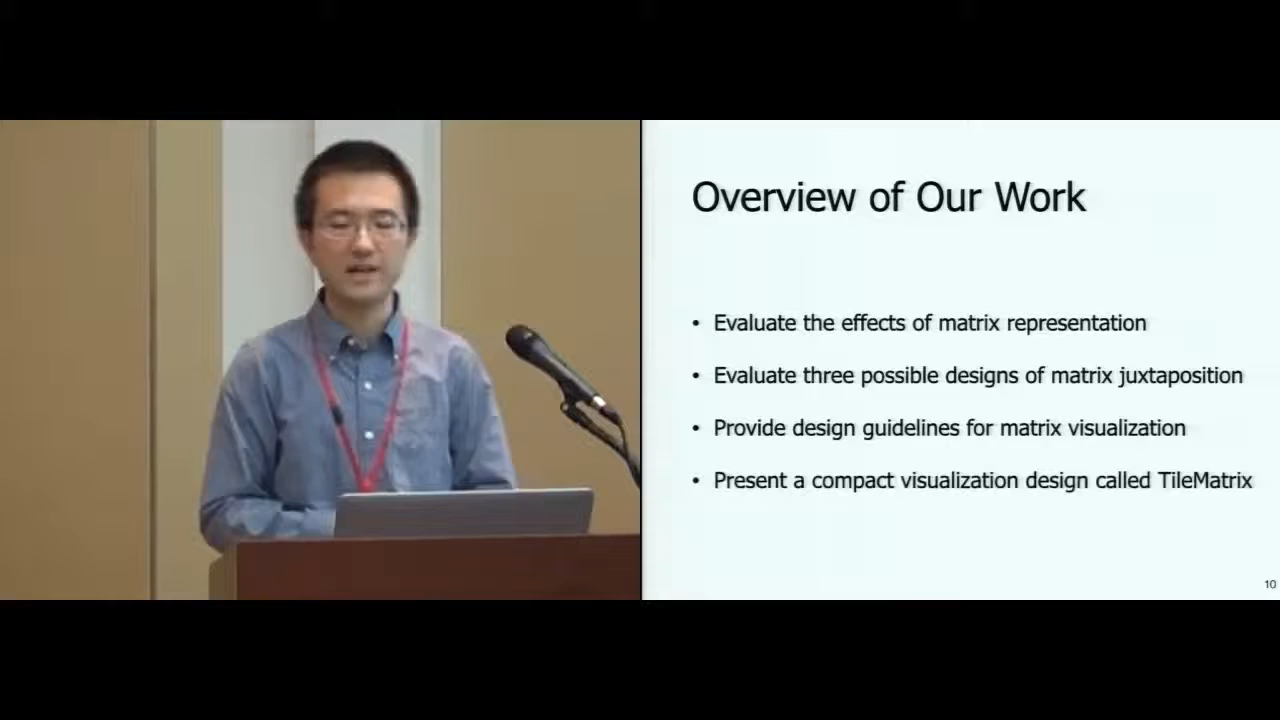 Overview of Our Work
• Evaluate the effects of matrix representation
• Evaluate three possible designs of matrix juxtaposition
• Provide design guidelines for matrix visualization
• Present a compact visualization design called TileMatrix
10